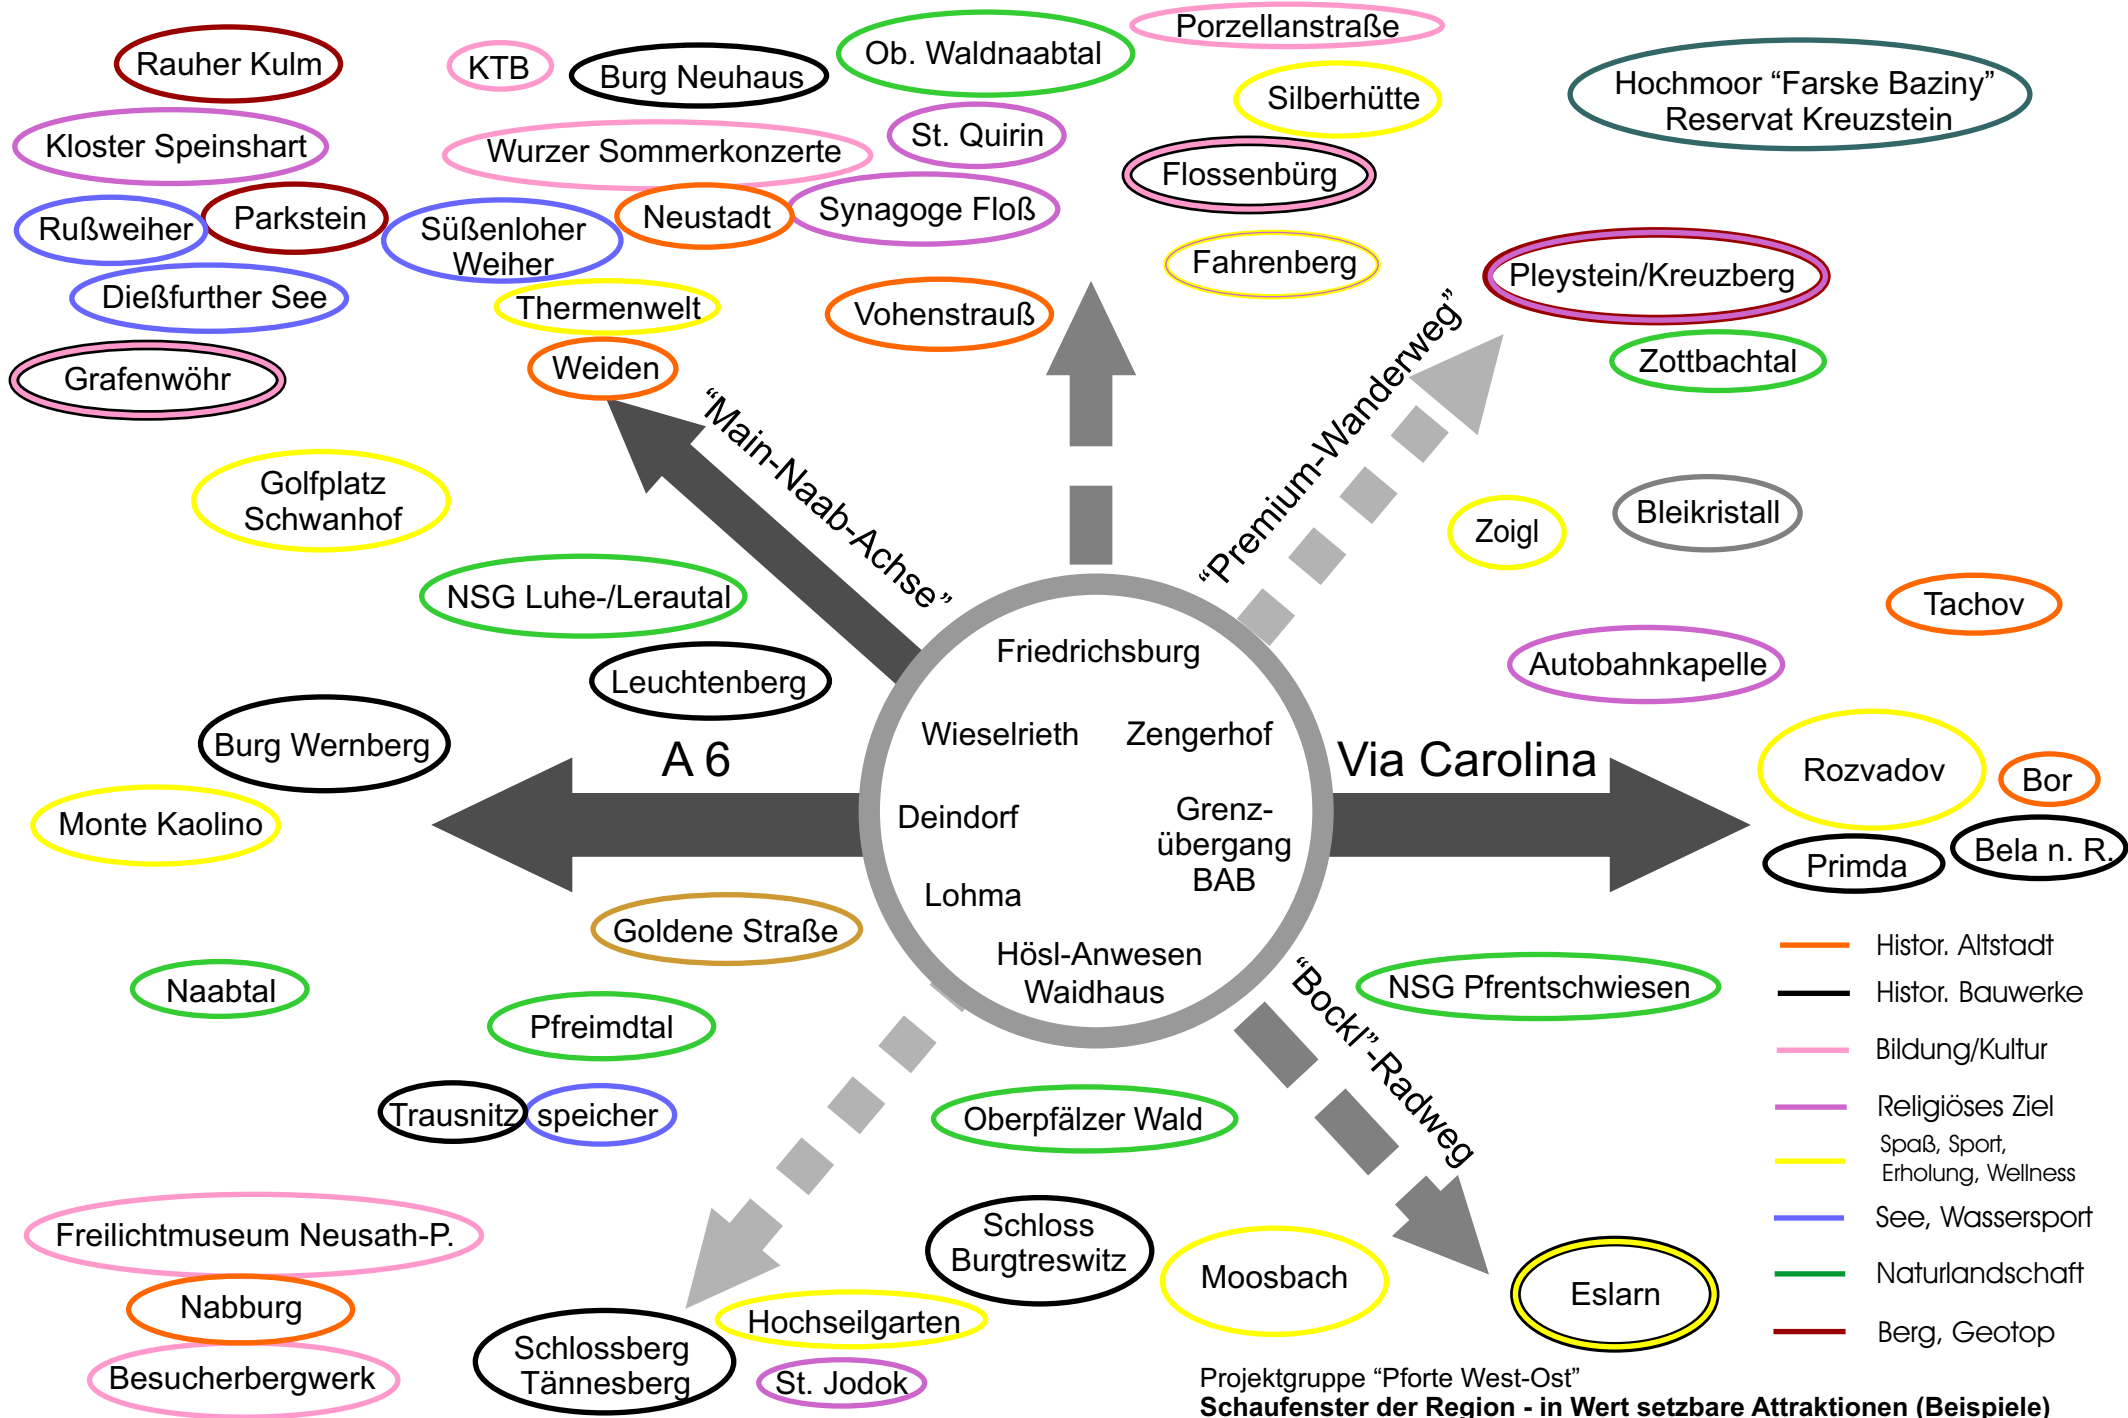 Rauher Kulm
KTB
Burg Neuhaus
Ob. Waldnaabtal
Porzellanstraße
Silberhütte
Hochmoor “Farske Baziny”
Reservat Kreuzstein
Kloster Speinshart
Wurzer Sommerkonzerte
St. Quirin
Flossenbürg
Rußweiher
Parkstein
Süßenloher
Weiher
Neustadt
Synagoge Floß
Fahrenberg
Pleystein/Kreuzberg
Dießfurther See
Thermenwelt
Vohenstrauß
Zottbachtal
Grafenwöhr
Weiden
“Main-Naab-Achse”
“Premium-Wanderweg”
Golfplatz
Schwanhof
Zoigl
Bleikristall
NSG Luhe-/Lerautal
Tachov
Leuchtenberg
Friedrichsburg
Autobahnkapelle
Burg Wernberg
A 6
Wieselrieth
Zengerhof
Via Carolina
Rozvadov
Bor
Monte Kaolino
Deindorf
Grenz-
übergang
BAB
Primda
Bela n. R.
Lohma
Goldene Straße
Hösl-Anwesen
Waidhaus
“Bockl”-Radweg
NSG Pfrentschwiesen
Naabtal
Pfreimdtal
Trausnitz
speicher
Oberpfälzer Wald
Freilichtmuseum Neusath-P.
Schloss
Burgtreswitz
Moosbach
Eslarn
Nabburg
Hochseilgarten
Schlossberg
Tännesberg
Besucherbergwerk
St. Jodok
Histor. Altstadt
Histor. Bauwerke
Bildung/Kultur
Religiöses Ziel
Spaß, Sport,
Erholung, Wellness
See, Wassersport
Naturlandschaft
Berg, Geotop
Projektgruppe “Pforte West-Ost”
Schaufenster der Region - in Wert setzbare Attraktionen (Beispiele)